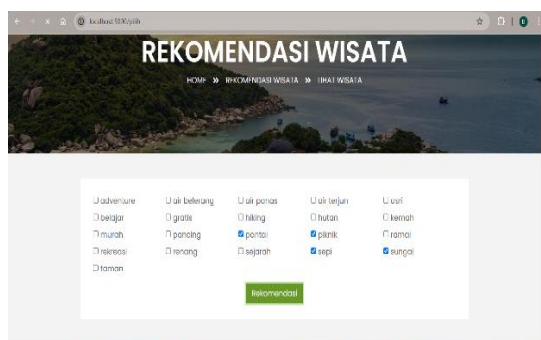 localhost:5000/pilih
REKOMENDASI WISATA
HOME » REKOMENDASI WISATA » LIHAT WISATA
adventure air belerang air panas air terjun asri
belajar gratis hiking hutan kemah
murah pancing pantai piknik ramai
rekreasi renang sejarah sepi sungai
taman
Rekomendasi